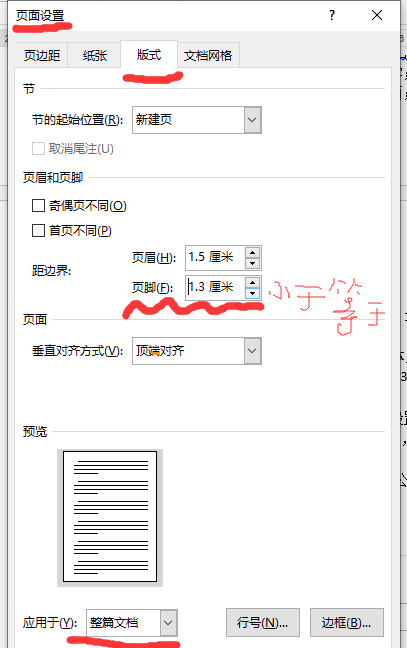 页面设置
页边距 纸张 版式 文档网格
节
节的起始位置(R): 新建页
取消尾注(U)
页眉和页脚
奇偶页不同(O)
首页不同(P)
距边界:
页眉(H): 1.5 厘米
页脚(F): 1.3 厘米
小于等于
页面
垂直对齐方式(V): 顶端对齐
预览
应用于(Y): 整篇文档
行号(N)... 边框(B)...